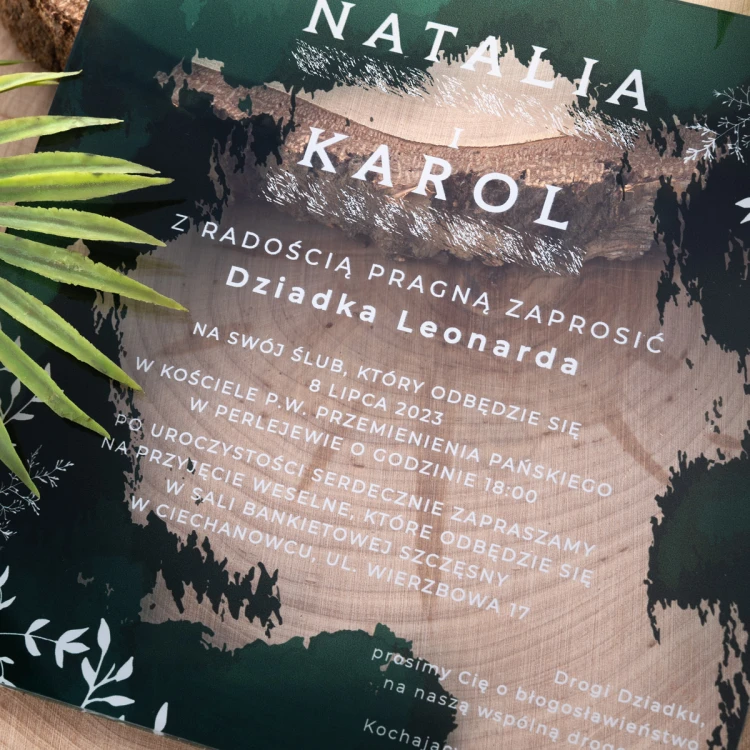 NATALIA
I
KAROL
Z RADOŚCIĄ PRAGNĄ ZAPROSIĆ
Dziadka Leonarda
NA SWÓJ ŚLUB, KTÓRY ODBĘDZIE SIĘ
8 LIPCA 2023
W KOŚCIELE P.W. PRZEMIENIENIA PAŃSKIEGO
W PERLEJEWIE O GODZINIE 18:00
PO UROCZYSTOŚCI SERDECZNIE ZAPRASZAMY
NA PRZYJĘCIE WESELNE, KTÓRE ODBĘDZIE SIĘ
W SALI BANKIETOWEJ SZCZĘSNY
W CIECHANOWCU, UL. WIERZBOWA 17
Drogi Dziadku,
prosimy Cię o błogosławieństwo
na naszą wspólną